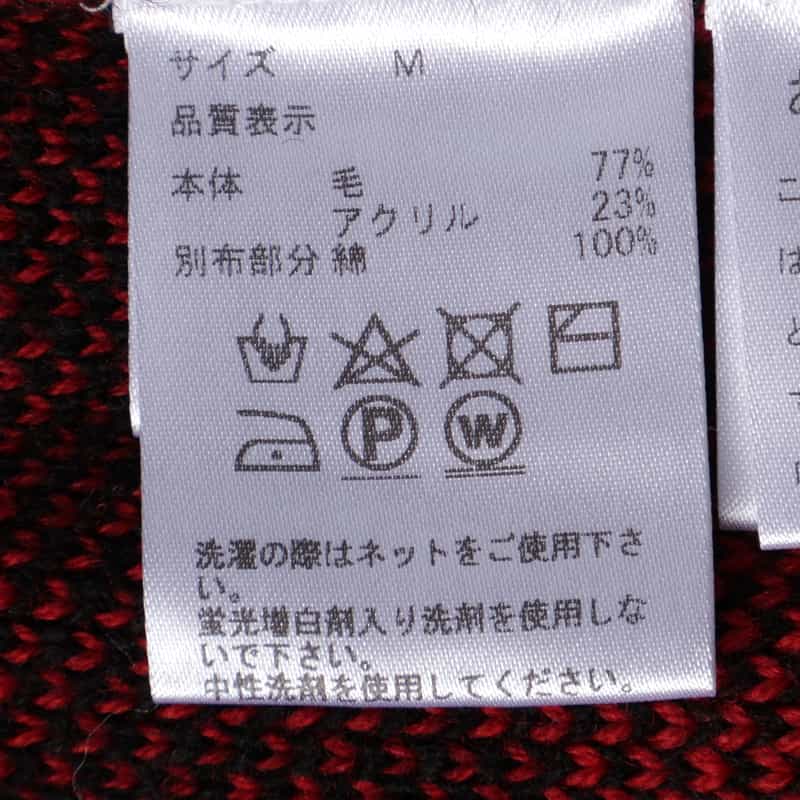 サイズ M
品質表示
本体 毛 77%
アクリル 23%
別布部分 綿 100%
P W
洗濯の際はネットをご使用下さ
い。
蛍光増白剤入り洗剤を使用しな
いで下さい。
中性洗剤を使用してください。
こ
は
と